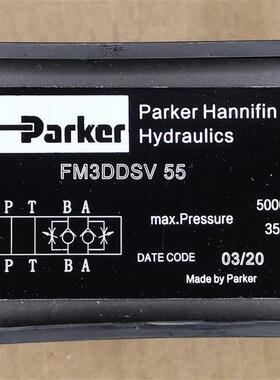 Parker
Parker Hannifin
Hydraulics
FM3DDSV 55
P T B A
max.Pressure
500
35
P T B A
DATE CODE 03/20
Made by Parker